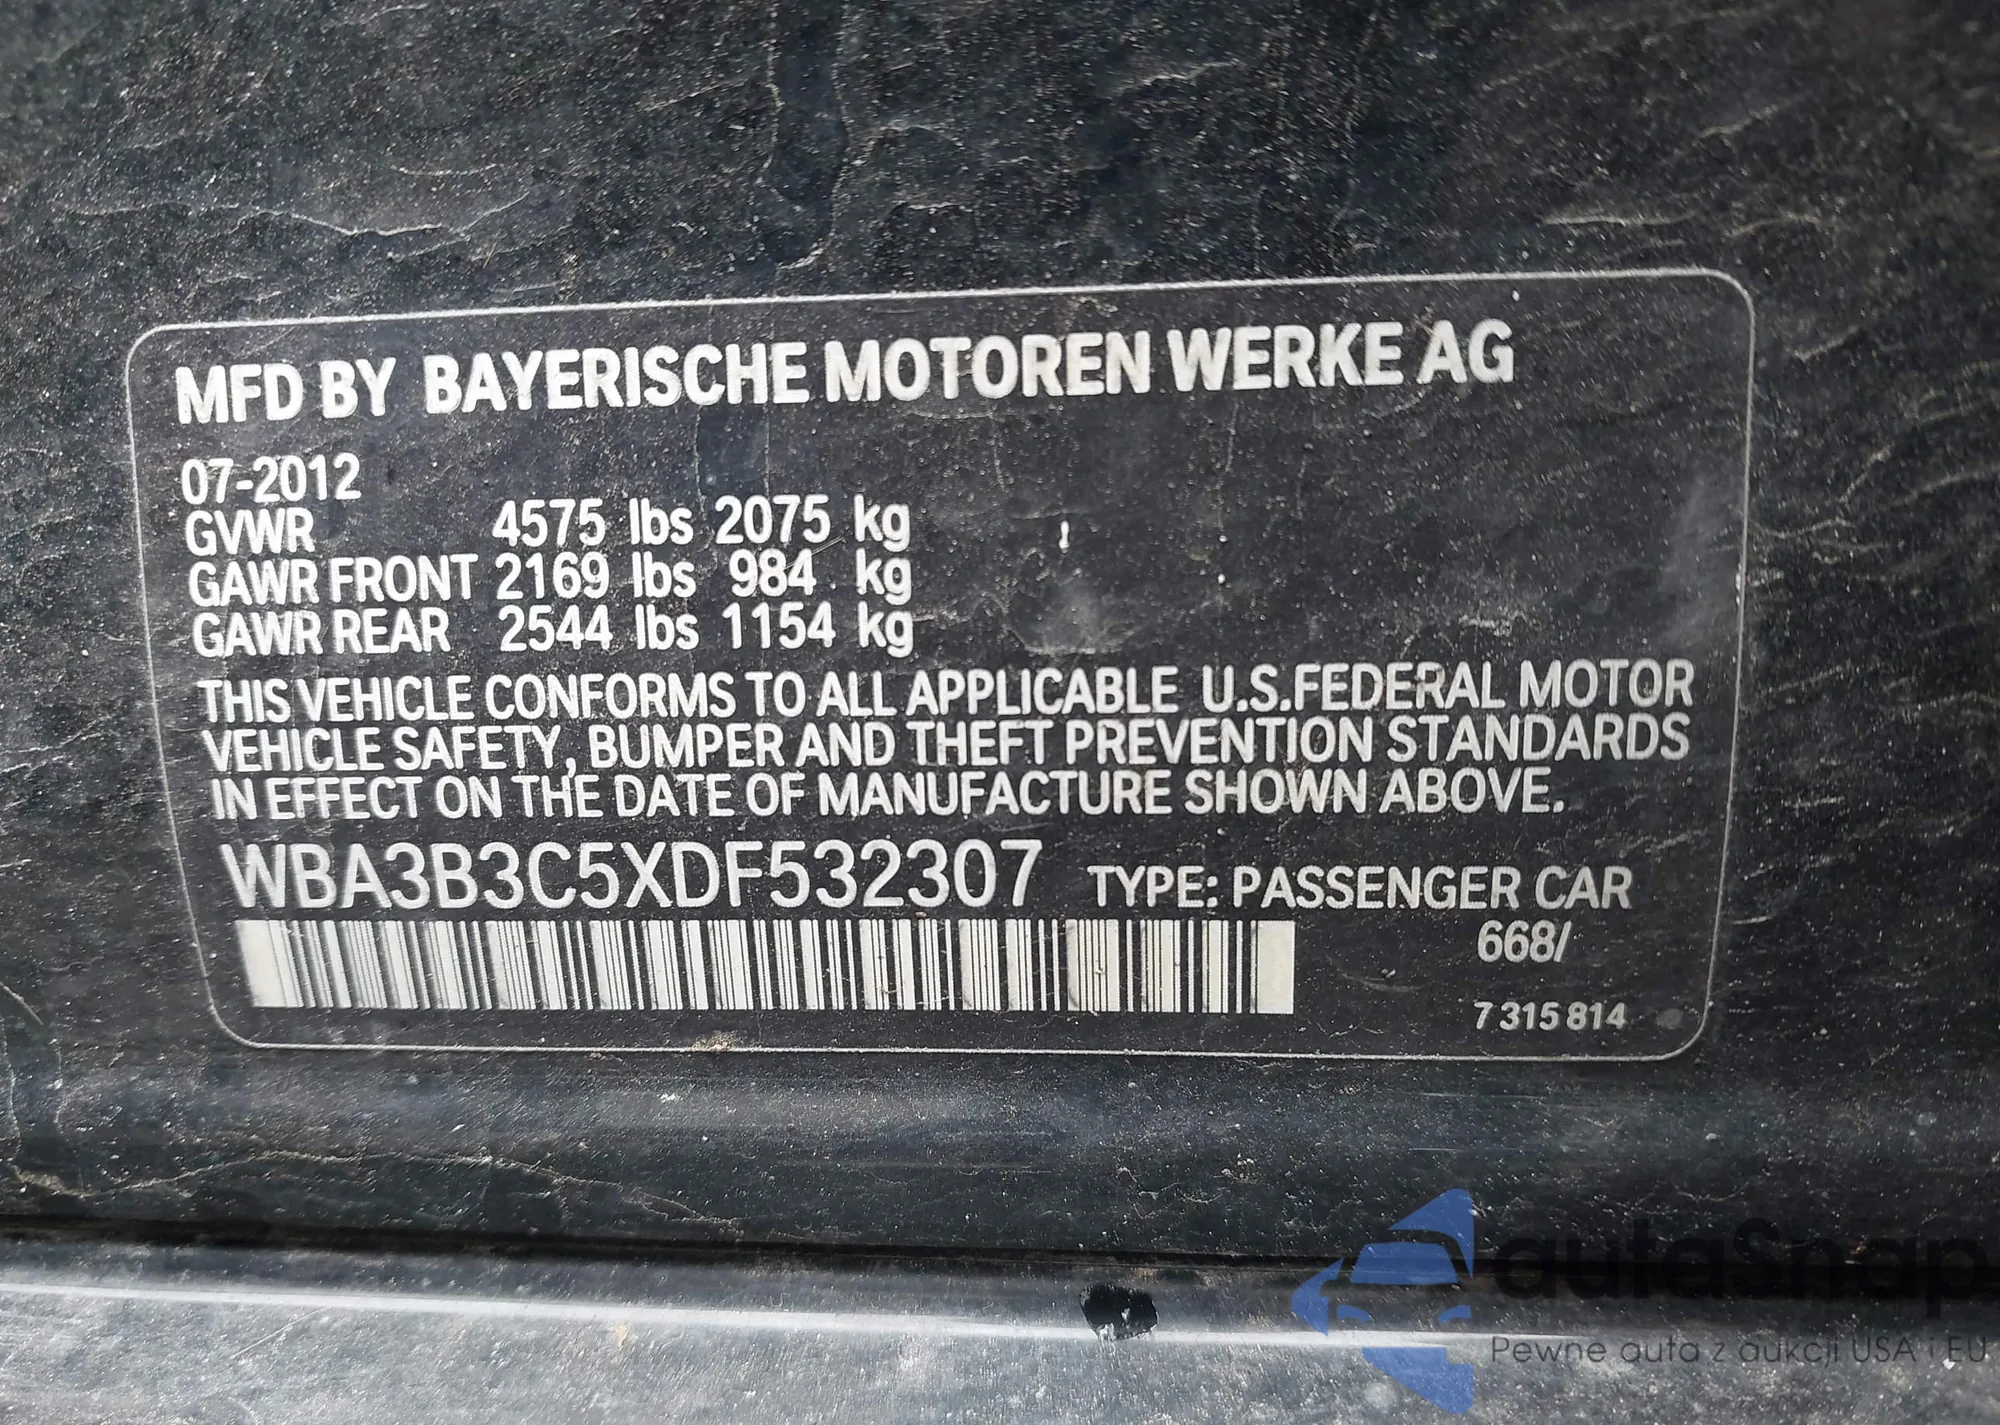 MFD BY BAYERISCHE MOTOREN WERKE AG
07-2012
GVWR 4575 lbs 2075 kg
GAWR FRONT 2169 lbs 984 kg
GAWR REAR 2544 lbs 1154 kg
THIS VEHICLE CONFORMS TO ALL APPLICABLE U.S.FEDERAL MOTOR
VEHICLE SAFETY, BUMPER AND THEFT PREVENTION STANDARDS
IN EFFECT ON THE DATE OF MANUFACTURE SHOWN ABOVE.
WBA3B3C5XDF532307 TYPE: PASSENGER CAR
668/
7 315 814
autaSnap
Pewne auta z aukcji USA i EU